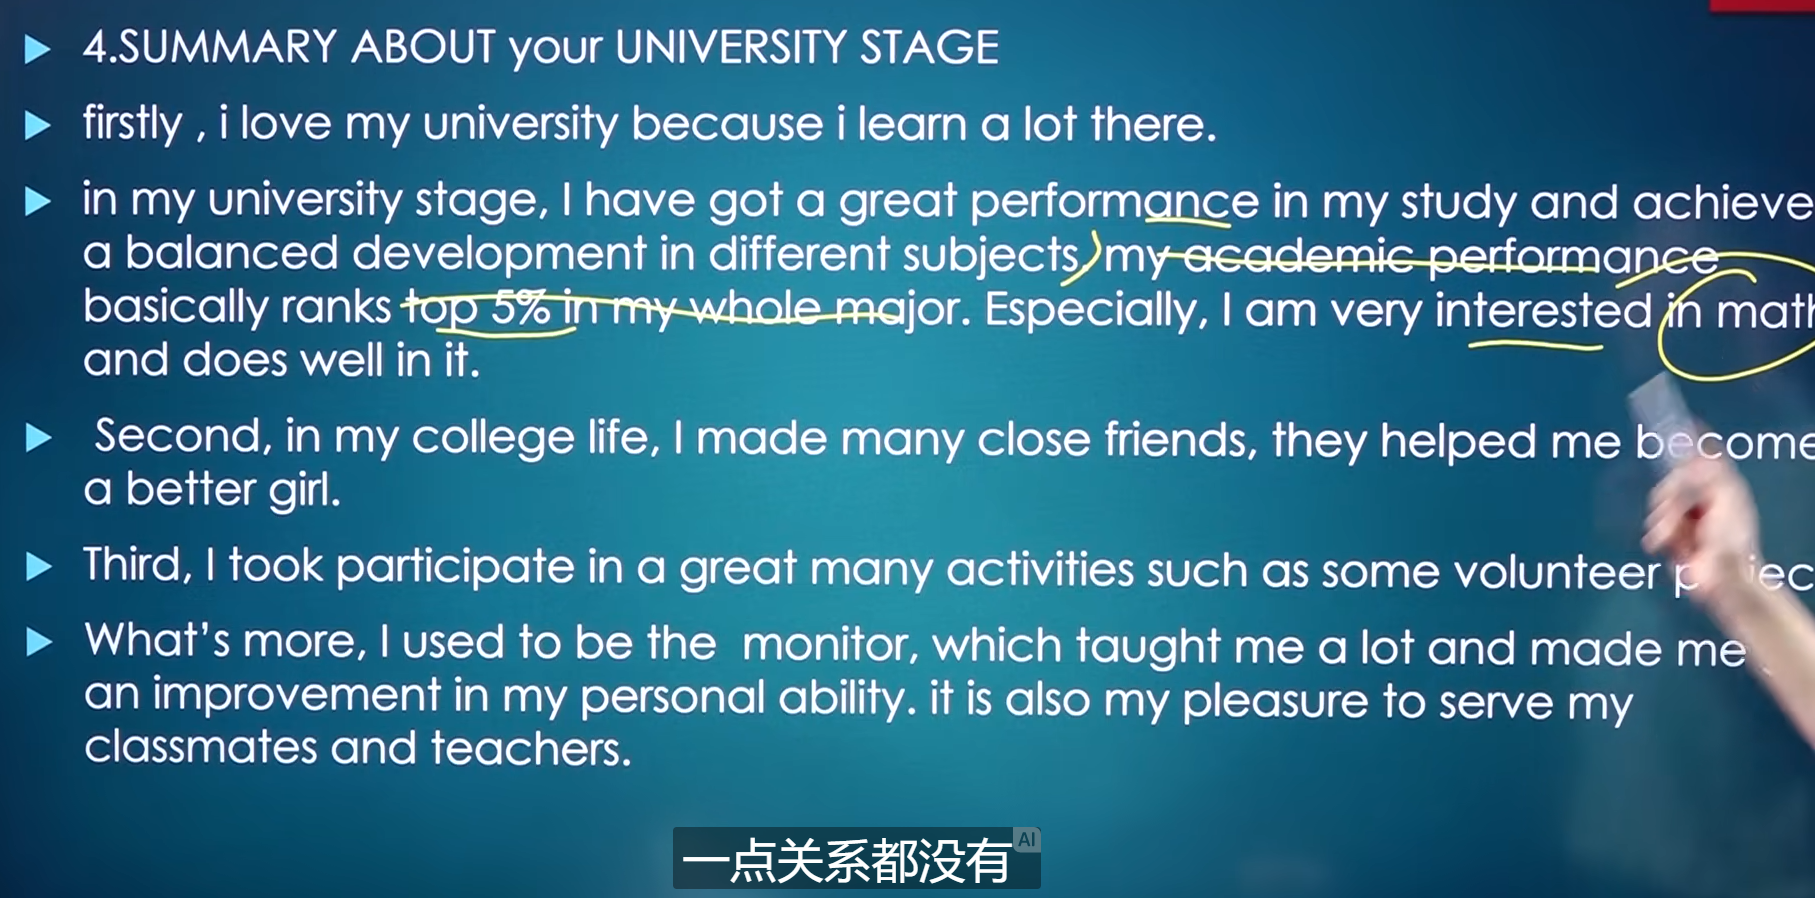 4.SUMMARY ABOUT your UNIVERSITY STAGE
firstly , i love my university because i learn a lot there.
in my university stage, I have got a great performance in my study and achieve
a balanced development in different subjects, my academic performance
basically ranks top 5% in my whole major. Especially, I am very interested in math
and does well in it.
Second, in my college life, I made many close friends, they helped me become
a better girl.
Third, I took participate in a great many activities such as some volunteer
What's more, I used to be the monitor, which taught me a lot and made me
an improvement in my personal ability. it is also my pleasure to serve my
classmates and teachers.
一点关系都没有
AI